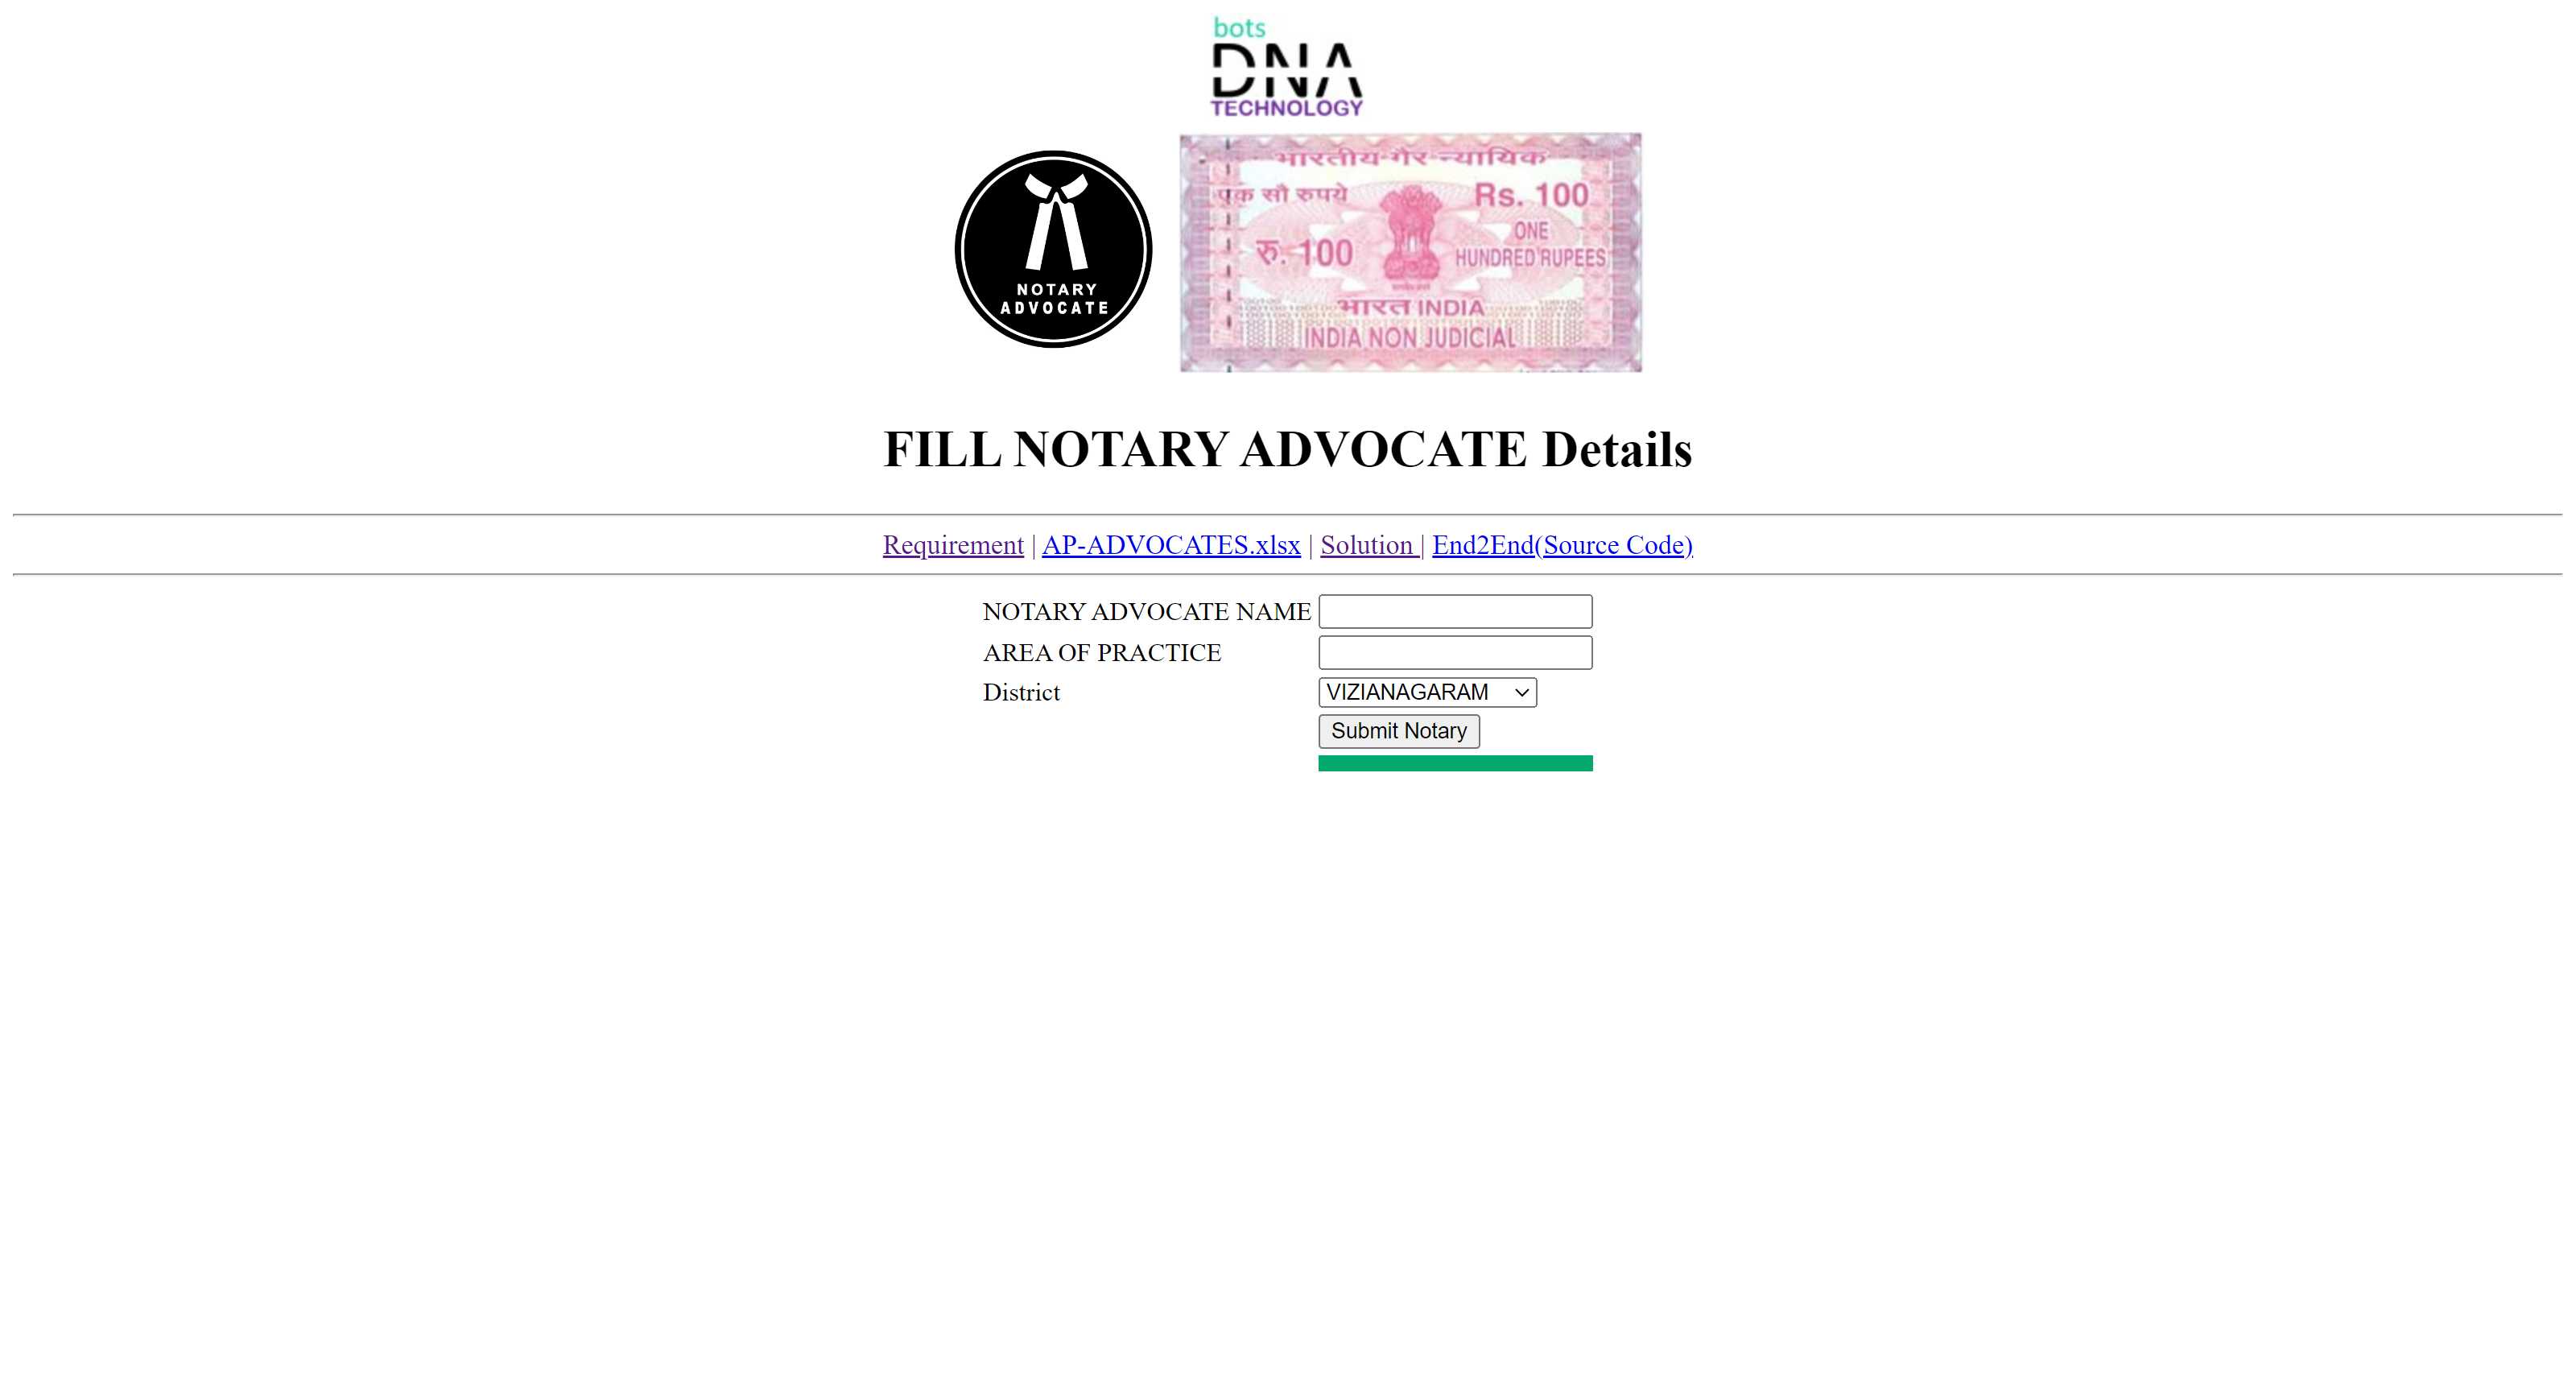 bots
DNA
TECHNOLOGY
NOTARY
ADVOCATE
भारतीय-गैर-न्यायिक
एक सौ रुपये Rs. 100
रु. 100 ONE
HUNDRED RUPEES
भारत INDIA
INDIA NON JUDICIAL
FILL NOTARY ADVOCATE Details
Requirement | AP-ADVOCATES.xlsx | Solution | End2End(Source Code)
NOTARY ADVOCATE NAME
AREA OF PRACTICE
District VIZIANAGARAM
Submit Notary